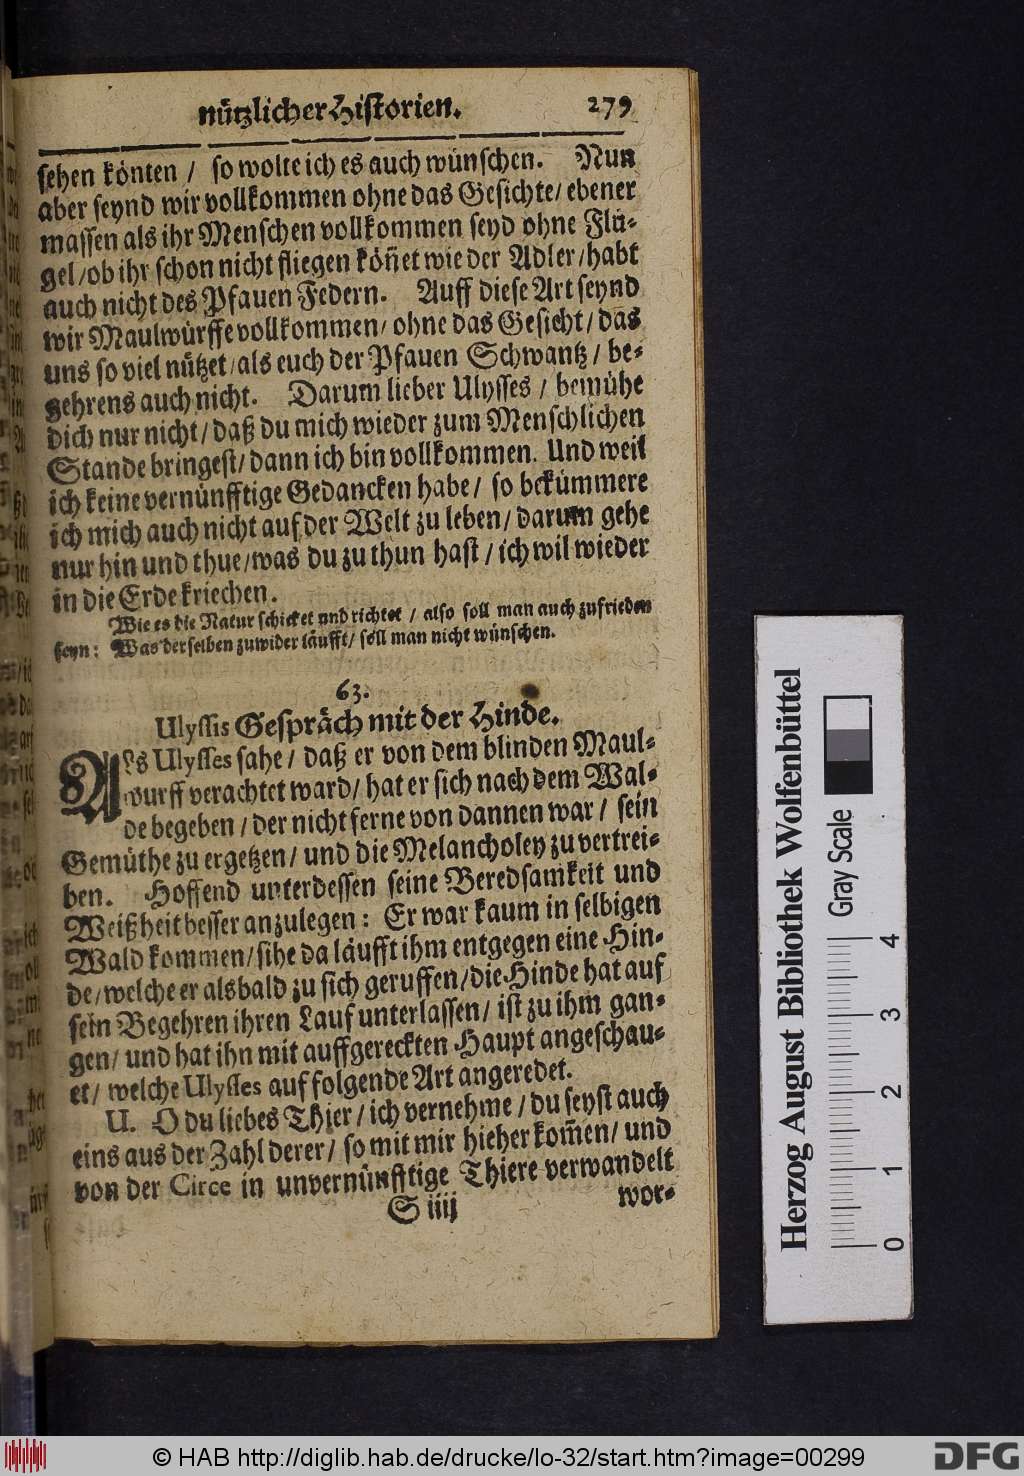 nützlicher Historien. 279
sehen könten / so wolte ich es auch wünschen. Nun
aber seynd wir vollkommen ohne das Gesichte / ebener
massen als ihr Menschen vollkommen seyd ohne Flü-
gel / ob ihr schon nicht fliegen köñet wie der Adler / habt
auch nicht des Pfauen Federn. Auff diese Art seynd
wir Maulwürffe vollkommen / ohne das Gesicht / das
uns so viel nützet / als euch der Pfauen Schwantz / be-
gehrens auch nicht. Darum lieber Ulysses / bemühe
dich nur nicht / daß du mich wieder zum Menschlichen
Stande bringest / dann ich bin vollkommen. Und weil
ich keine vernünfftige Gedancken habe / so bekümmere
ich mich auch nicht auf der Welt zu leben / darum gehe
nur hin und thue / was du zu thun hast / ich wil wieder
in die Erde kriechen.
Wie es die Natur schicket und richtet / also soll man auch zufrieden
seyn: Was derselben zuwider läufft / soll man nicht wünschen.
63.
Ulyssis Gespräch mit der Hinde.
Als Ulysses sahe / daß er von dem blinden Maul-
wurff verachtet ward / hat er sich nach dem Wal-
de begeben / der nicht ferne von dannen war / sein
Gemüthe zu ergetzen / und die Melancholey zu vertrei-
ben. Hoffend unterdessen seine Beredsamkeit und
Weißheit besser anzulegen: Er war kaum in selbigen
Wald kommen / sihe da läufft ihm entgegen eine Hin-
de / welche er alsbald zu sich geruffen / die Hinde hat auf
sein Begehren ihren Lauf unterlassen / ist zu ihm gan-
gen / und hat ihn mit auffgereckten Haupt angeschau-
et / welche Ulysses auf folgende Art angeredet.
U. O du liebes Thier / ich vernehme / du seyst auch
eins aus der Zahl derer / so mit mir hieher kom̃en / und
von der Circe in unvernünfftige Thiere verwandelt
S iiij wor-
Herzog August Bibliothek Wolfenbüttel
Gray Scale
0 1 2 3 4
© HAB http://diglib.hab.de/drucke/lo-32/start.htm?image=00299
DFG